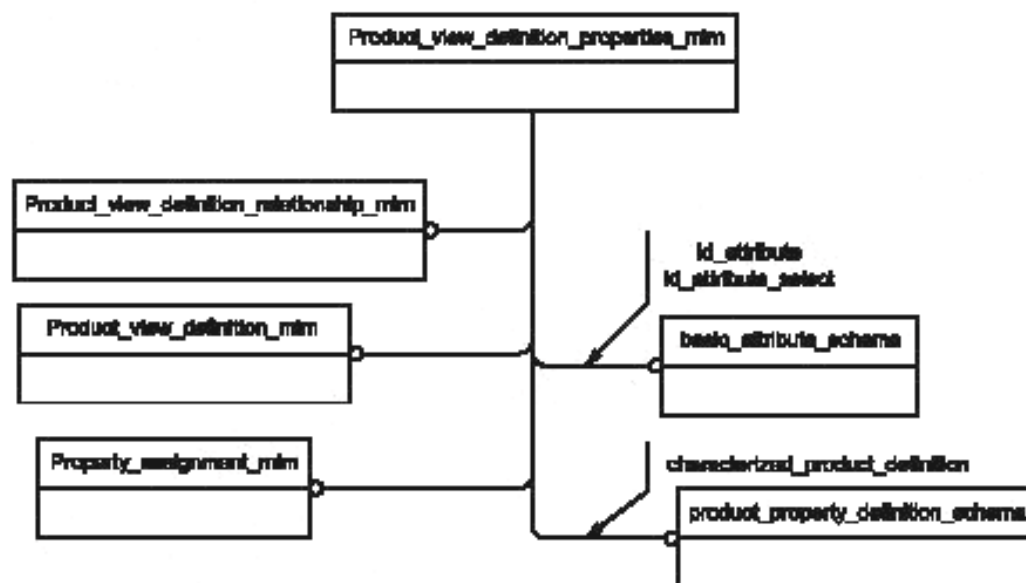 Product_view_definition_properties_mim
Product_view_definition_relationship_mim
id_attribute
id_attribute_select
Product_view_definition_mim
basic_attribute_schema
Property_assignment_mim
characterized_product_definition
product_property_definition_schema